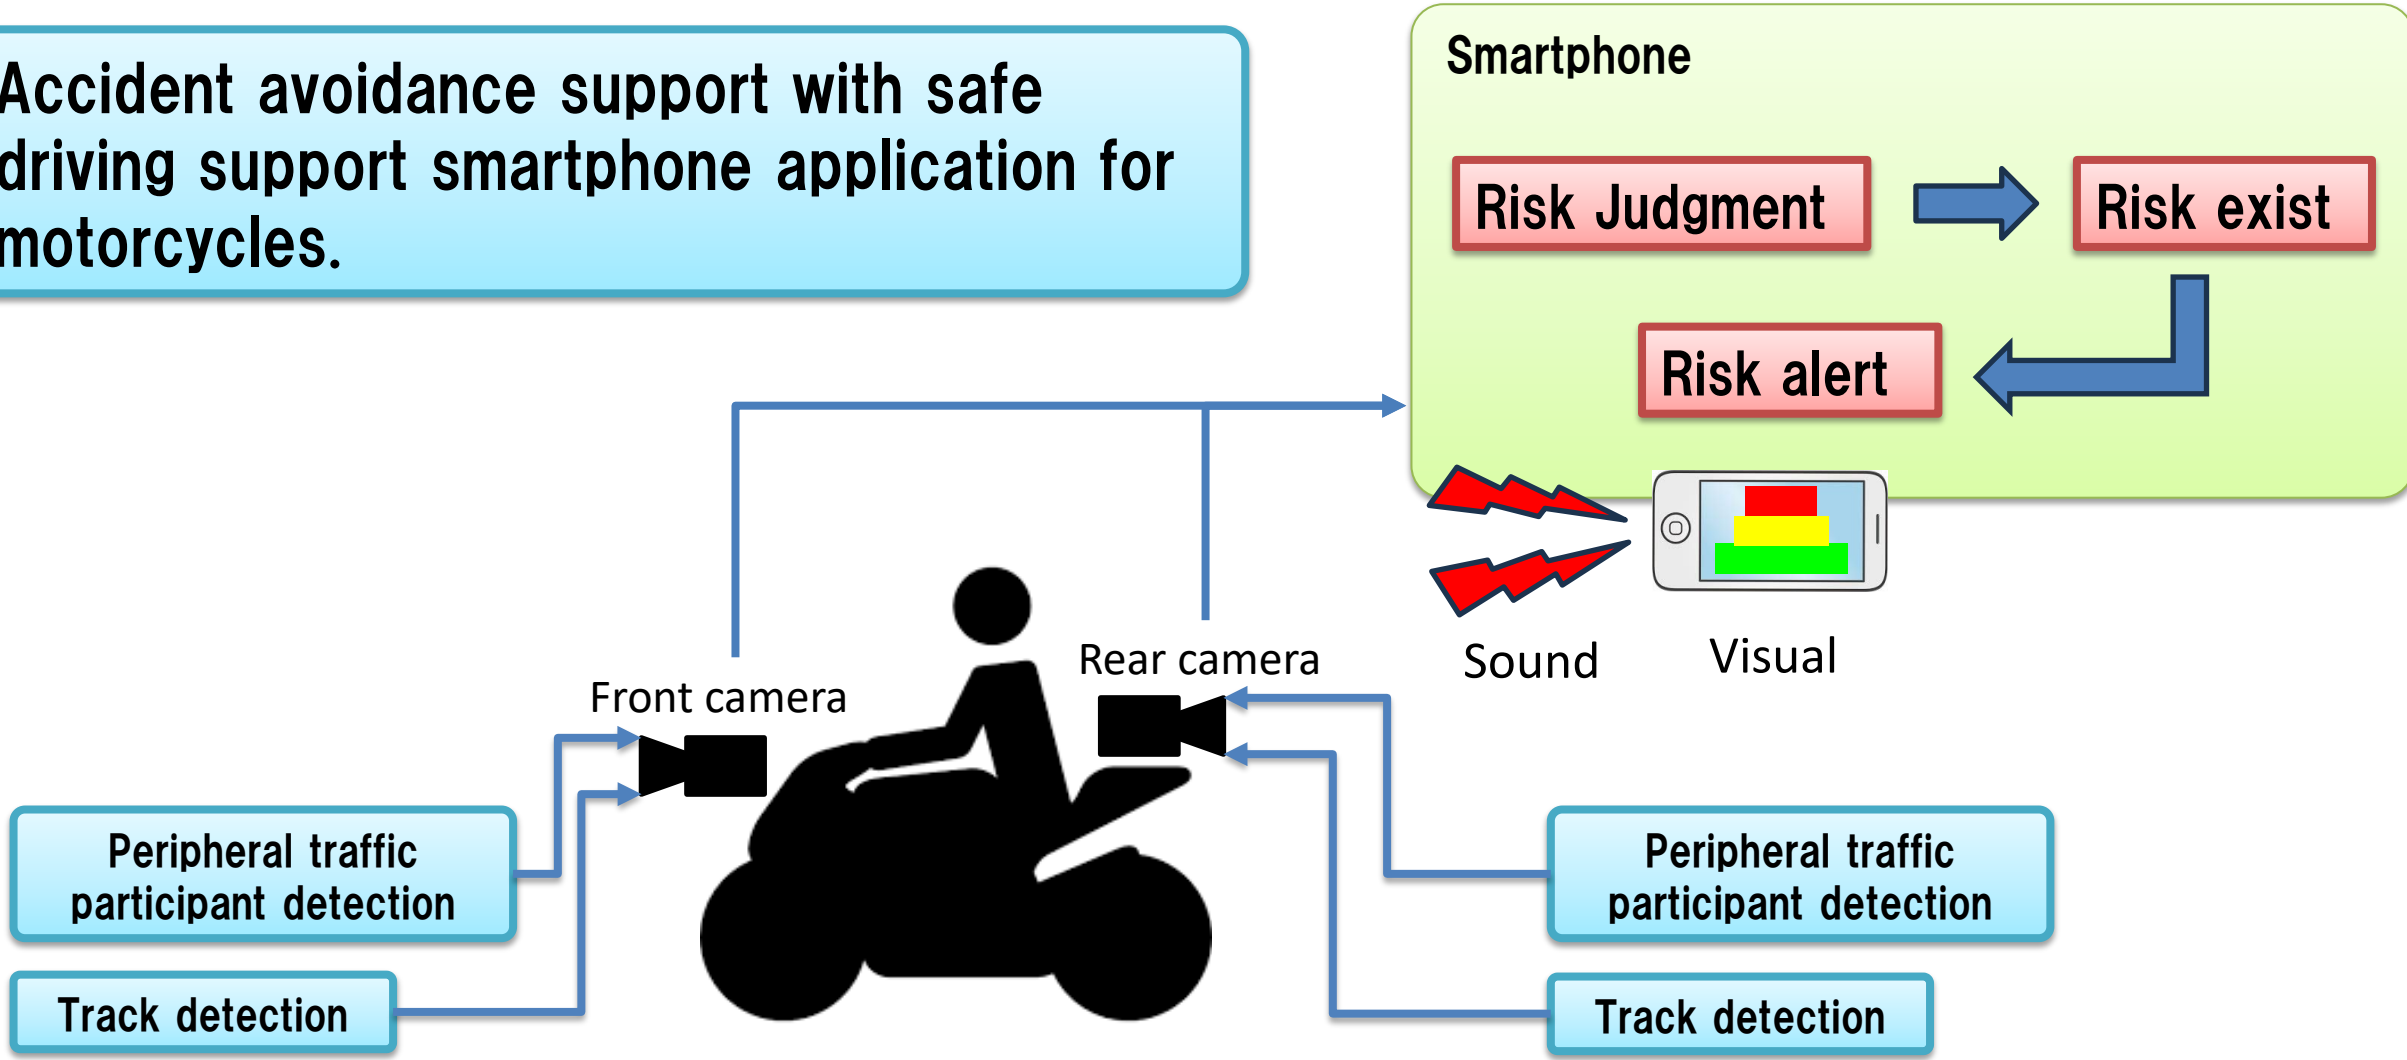 Accident avoidance support with safe
driving support smartphone application for
motorcycles.
Smartphone
Risk Judgment
Risk exist
Risk alert
Sound
Visual
Front camera
Rear camera
Peripheral traffic
participant detection
Track detection
Peripheral traffic
participant detection
Track detection